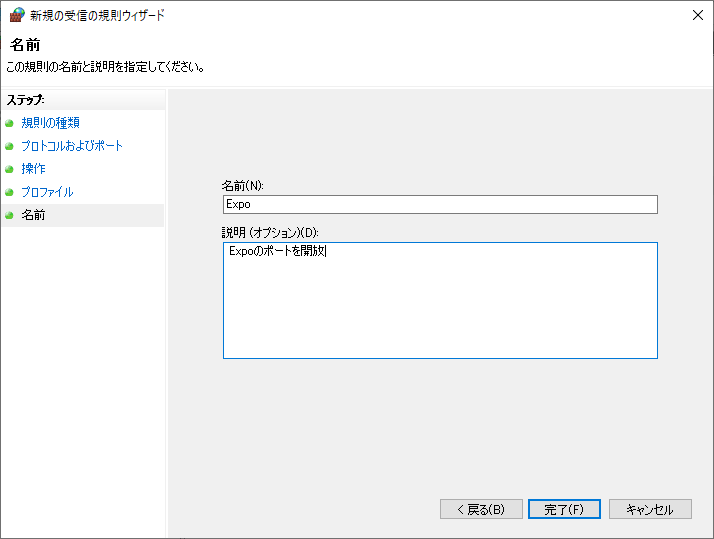 新規の受信の規則ウィザード
名前
この規則の名前と説明を指定してください。
ステップ:
規則の種類
プロトコルおよびポート
操作
プロファイル
名前
名前(N):
Expo
説明 (オプション)(D):
Expoのポートを開放
< 戻る(B)
完了(F)
キャンセル